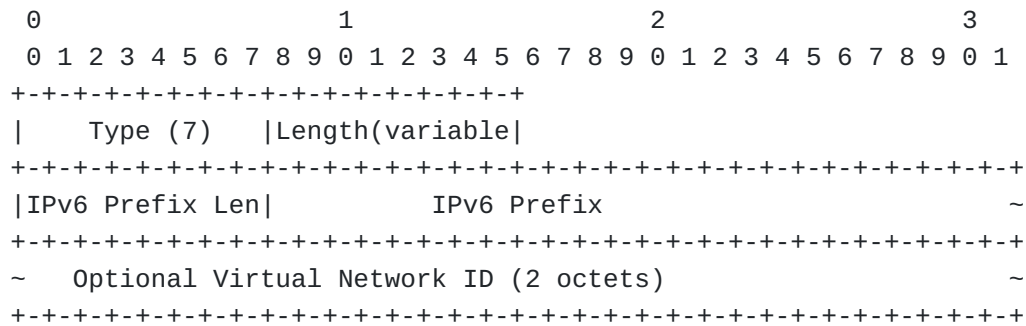 0                   1                   2                   3
 0 1 2 3 4 5 6 7 8 9 0 1 2 3 4 5 6 7 8 9 0 1 2 3 4 5 6 7 8 9 0 1
+-+-+-+-+-+-+-+-+-+-+-+-+-+-+-+-+
|    Type (7)   |Length(variable|
+-+-+-+-+-+-+-+-+-+-+-+-+-+-+-+-+-+-+-+-+-+-+-+-+-+-+-+-+-+-+-+-+
|IPv6 Prefix Len|          IPv6 Prefix                          ~
+-+-+-+-+-+-+-+-+-+-+-+-+-+-+-+-+-+-+-+-+-+-+-+-+-+-+-+-+-+-+-+-+
~   Optional Virtual Network ID (2 octets)                      ~
+-+-+-+-+-+-+-+-+-+-+-+-+-+-+-+-+-+-+-+-+-+-+-+-+-+-+-+-+-+-+-+-+